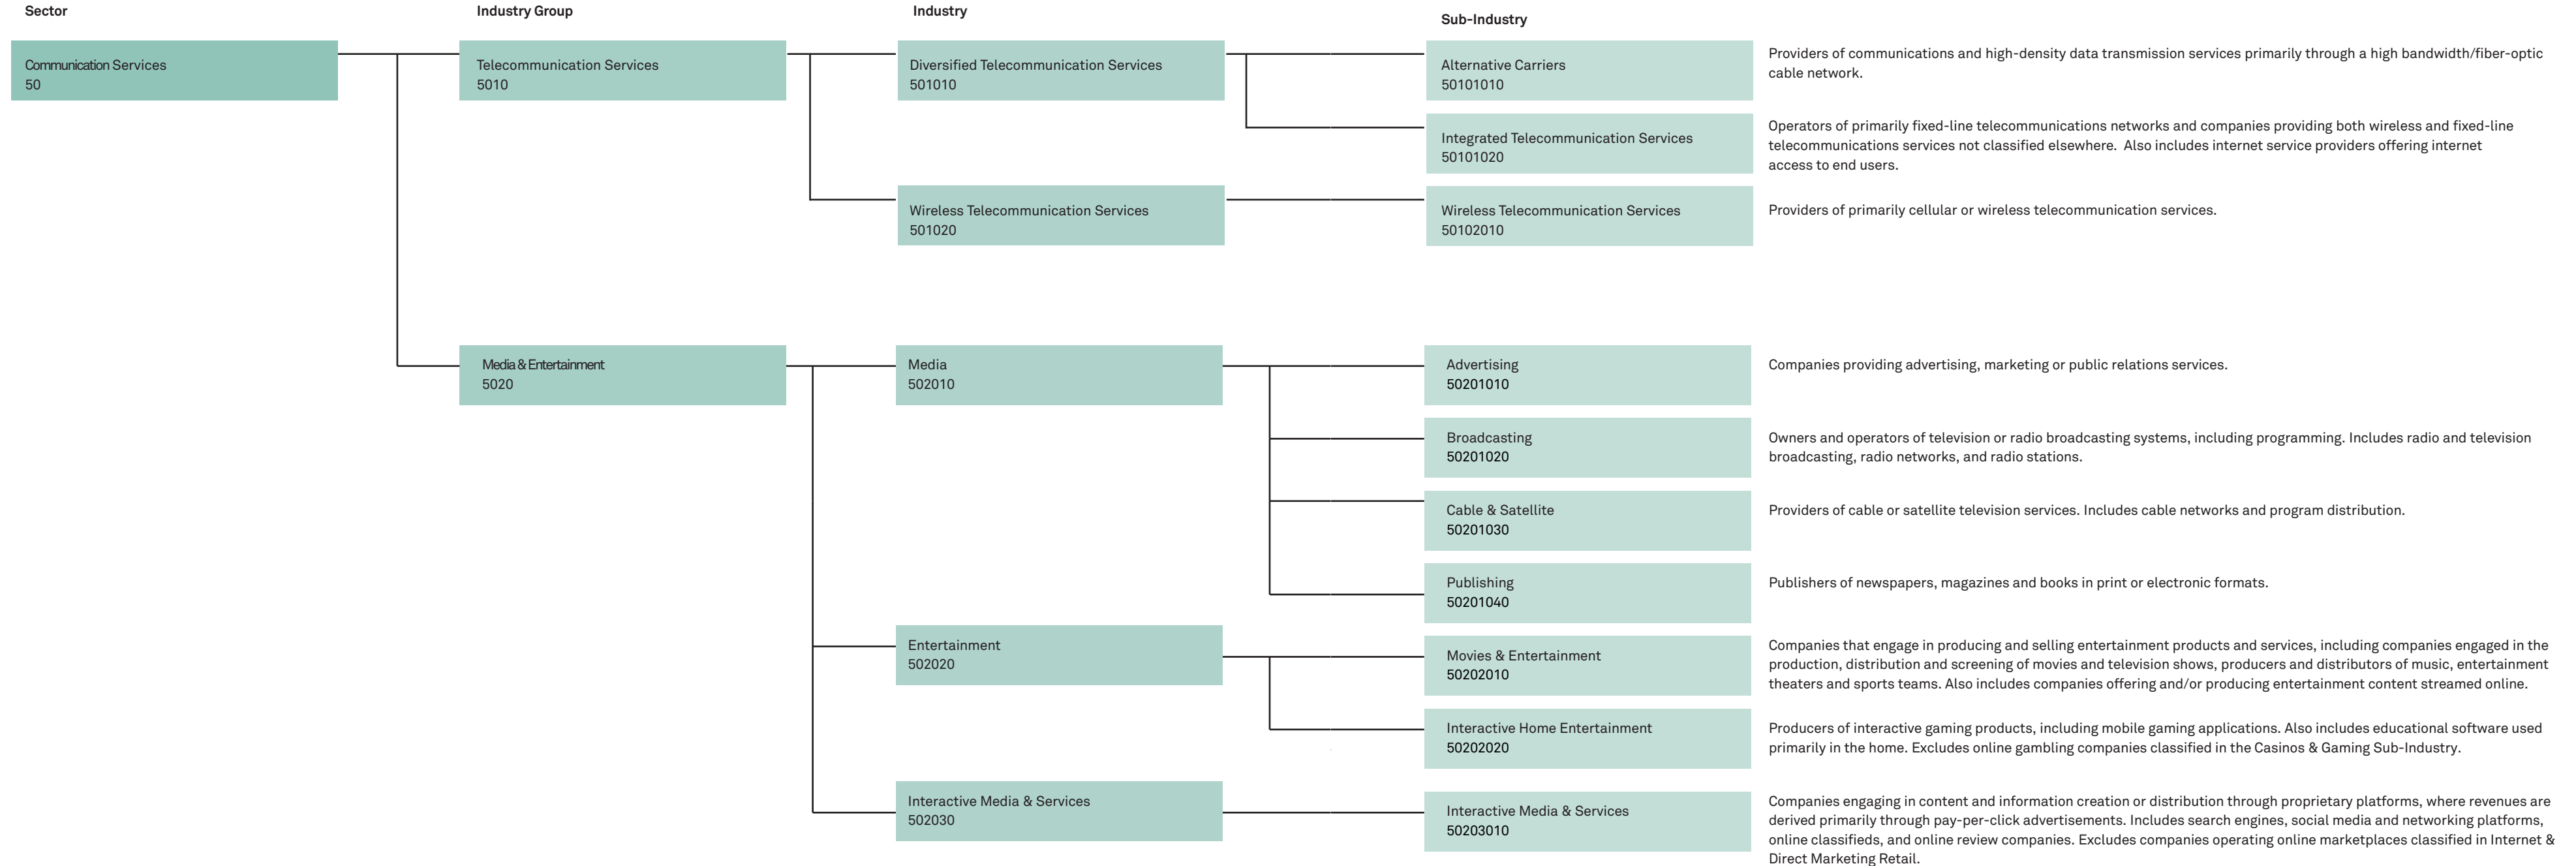 Sector
Industry Group
Industry
Sub-Industry
Communication Services
50
Telecommunication Services
5010
Diversified Telecommunication Services
501010
Alternative Carriers
50101010
Providers of communications and high-density data transmission services primarily through a high bandwidth/fiber-optic
cable network.
Integrated Telecommunication Services
50101020
Operators of primarily fixed-line telecommunications networks and companies providing both wireless and fixed-line
telecommunications services not classified elsewhere.  Also includes internet service providers offering internet
access to end users.
Wireless Telecommunication Services
501020
Wireless Telecommunication Services
50102010
Providers of primarily cellular or wireless telecommunication services.
Media & Entertainment
5020
Media
502010
Advertising
50201010
Companies providing advertising, marketing or public relations services.
Broadcasting
50201020
Owners and operators of television or radio broadcasting systems, including programming. Includes radio and television
broadcasting, radio networks, and radio stations.
Cable & Satellite
50201030
Providers of cable or satellite television services. Includes cable networks and program distribution.
Publishing
50201040
Publishers of newspapers, magazines and books in print or electronic formats.
Entertainment
502020
Movies & Entertainment
50202010
Companies that engage in producing and selling entertainment products and services, including companies engaged in the
production, distribution and screening of movies and television shows, producers and distributors of music, entertainment
theaters and sports teams. Also includes companies offering and/or producing entertainment content streamed online.
Interactive Home Entertainment
50202020
Producers of interactive gaming products, including mobile gaming applications. Also includes educational software used
primarily in the home. Excludes online gambling companies classified in the Casinos & Gaming Sub-Industry.
Interactive Media & Services
502030
Interactive Media & Services
50203010
Companies engaging in content and information creation or distribution through proprietary platforms, where revenues are
derived primarily through pay-per-click advertisements. Includes search engines, social media and networking platforms,
online classifieds, and online review companies. Excludes companies operating online marketplaces classified in Internet &
Direct Marketing Retail.